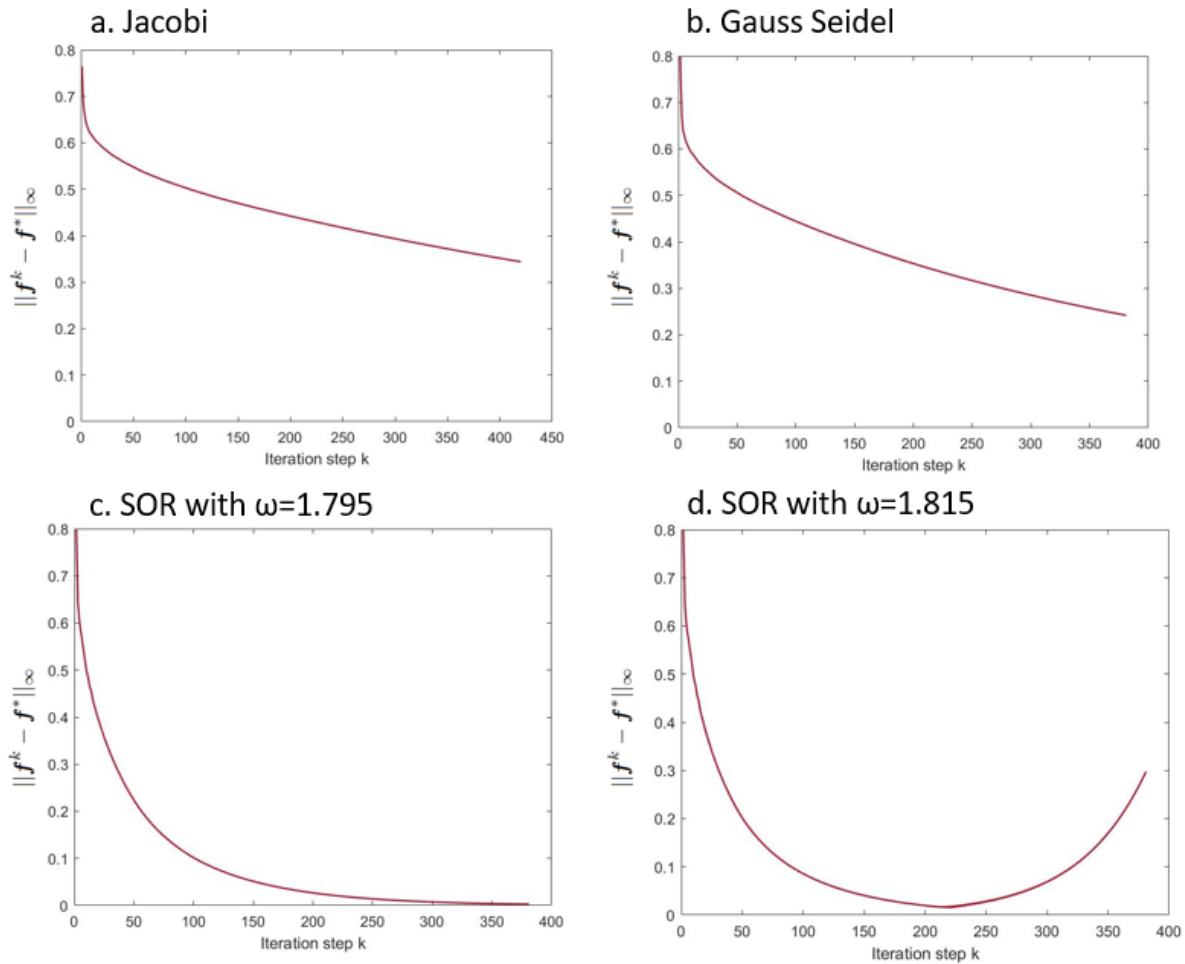 a. Jacobi
0.8
0.7
0.6
0.5
0.4
0.3
0.2
0.1
0
||f^k − f^*||_∞
0 50 100 150 200 250 300 350 400 450
Iteration step k
b. Gauss Seidel
0.8
0.7
0.6
0.5
0.4
0.3
0.2
0.1
0
||f^k − f^*||_∞
0 50 100 150 200 250 300 350 400
Iteration step k
c. SOR with ω=1.795
0.8
0.7
0.6
0.5
0.4
0.3
0.2
0.1
0
||f^k − f^*||_∞
0 50 100 150 200 250 300 350 400
Iteration step k
d. SOR with ω=1.815
0.8
0.7
0.6
0.5
0.4
0.3
0.2
0.1
0
||f^k − f^*||_∞
0 50 100 150 200 250 300 350 400
Iteration step k